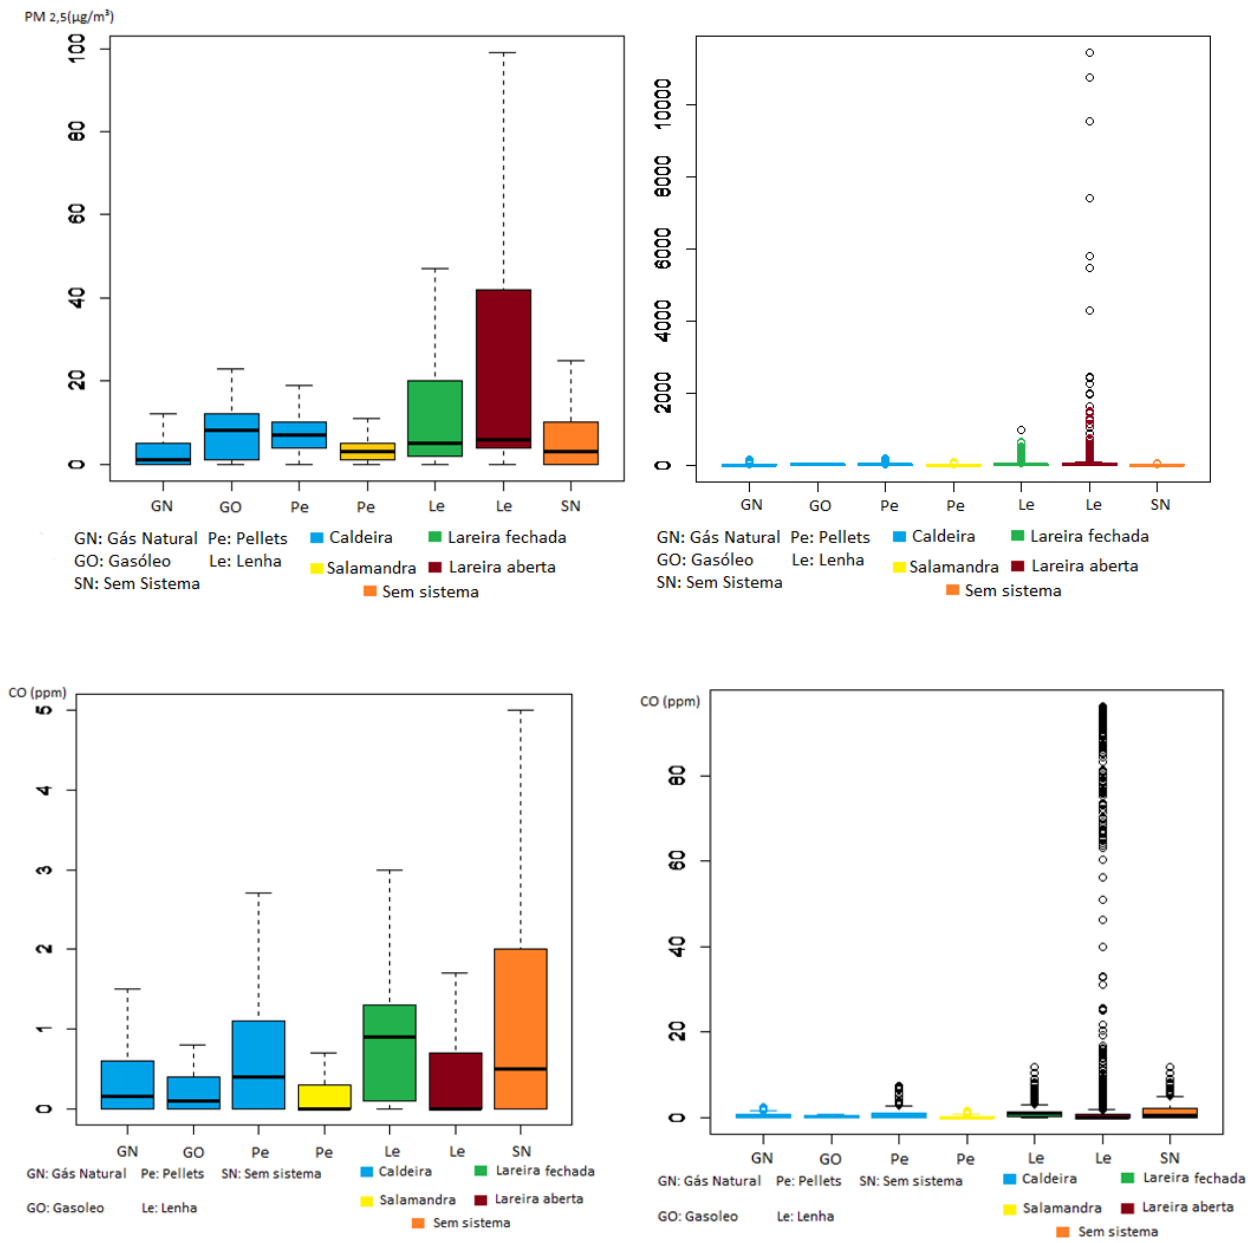 PM 2,5(µg/m³)
100
80
60
40
20
0
GN GO Pe Pe Le Le SN
GN: Gás Natural Pe: Pellets Caldeira Lareira fechada
GO: Gasóleo Le: Lenha Salamandra Lareira aberta
SN: Sem Sistema Sem sistema
10000
8000
6000
4000
2000
0
GN GO Pe Pe Le Le SN
GN: Gás Natural Pe: Pellets Caldeira Lareira fechada
GO: Gasóleo Le: Lenha Salamandra Lareira aberta
SN: Sem Sistema Sem sistema
CO (ppm)
5
4
3
2
1
0
GN GO Pe Pe Le Le SN
GN: Gás Natural Pe: Pellets SN: Sem sistema Caldeira Lareira fechada
GO: Gasoleo Le: Lenha Salamandra Lareira aberta
Sem sistema
CO (ppm)
80
60
40
20
0
GN GO Pe Pe Le Le SN
GN: Gás Natural Pe: Pellets SN: Sem sistema Caldeira Lareira fechada
GO: Gasoleo Le: Lenha Salamandra Lareira aberta
Sem sistema